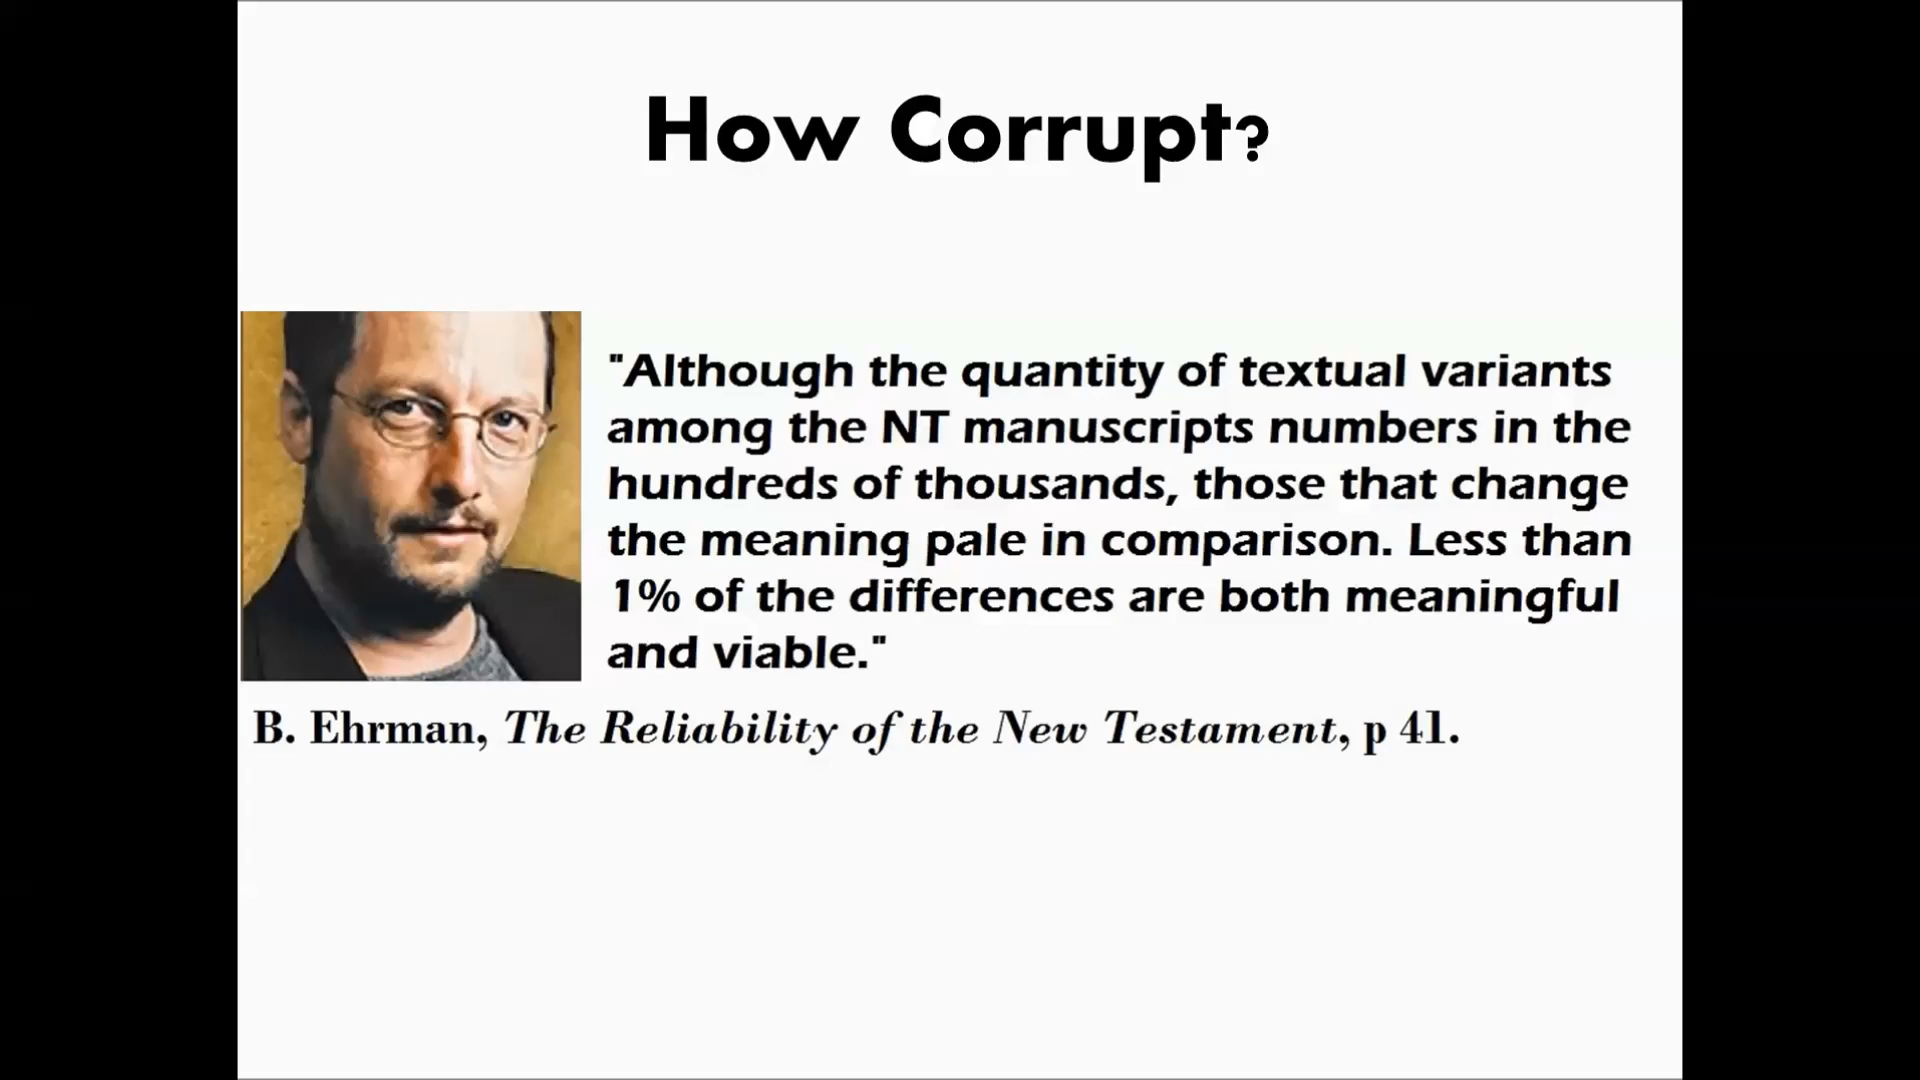 How Corrupt?
"Although the quantity of textual variants
among the NT manuscripts numbers in the
hundreds of thousands, those that change
the meaning pale in comparison. Less than
1% of the differences are both meaningful
and viable."
B. Ehrman, The Reliability of the New Testament, p 41.